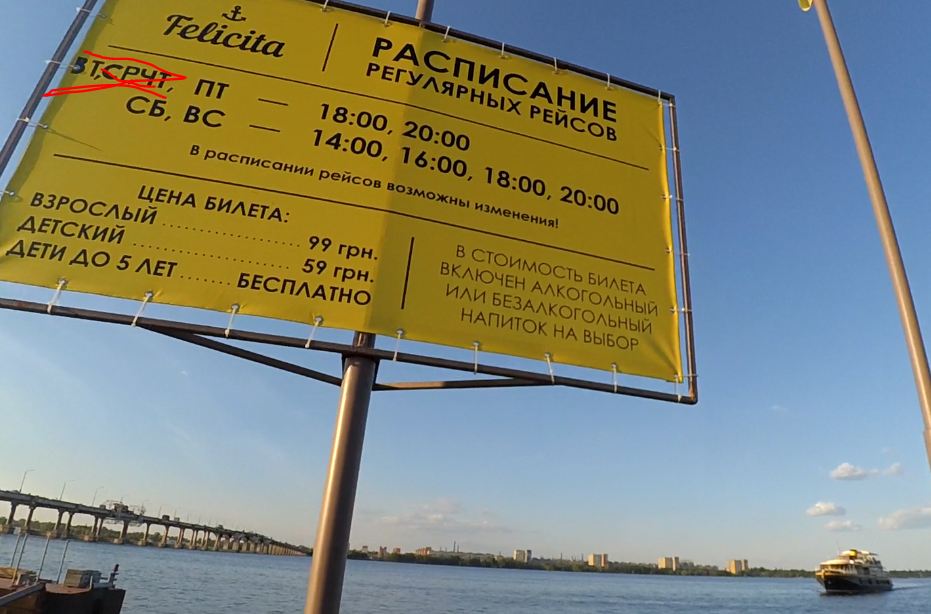 Felicita
РАСПИСАНИЕ
РЕГУЛЯРНЫХ РЕЙСОВ
ВТ,СРЧТ, ПТ — 18:00, 20:00
СБ, ВС — 14:00, 16:00, 18:00, 20:00
В расписании рейсов возможны изменения!
ЦЕНА БИЛЕТА:
ВЗРОСЛЫЙ ........................ 99 грн.
ДЕТСКИЙ ............................ 59 грн.
ДЕТИ ДО 5 ЛЕТ ......... БЕСПЛАТНО
В СТОИМОСТЬ БИЛЕТА
ВКЛЮЧЕН АЛКОГОЛЬНЫЙ
ИЛИ БЕЗАЛКОГОЛЬНЫЙ
НАПИТОК НА ВЫБОР